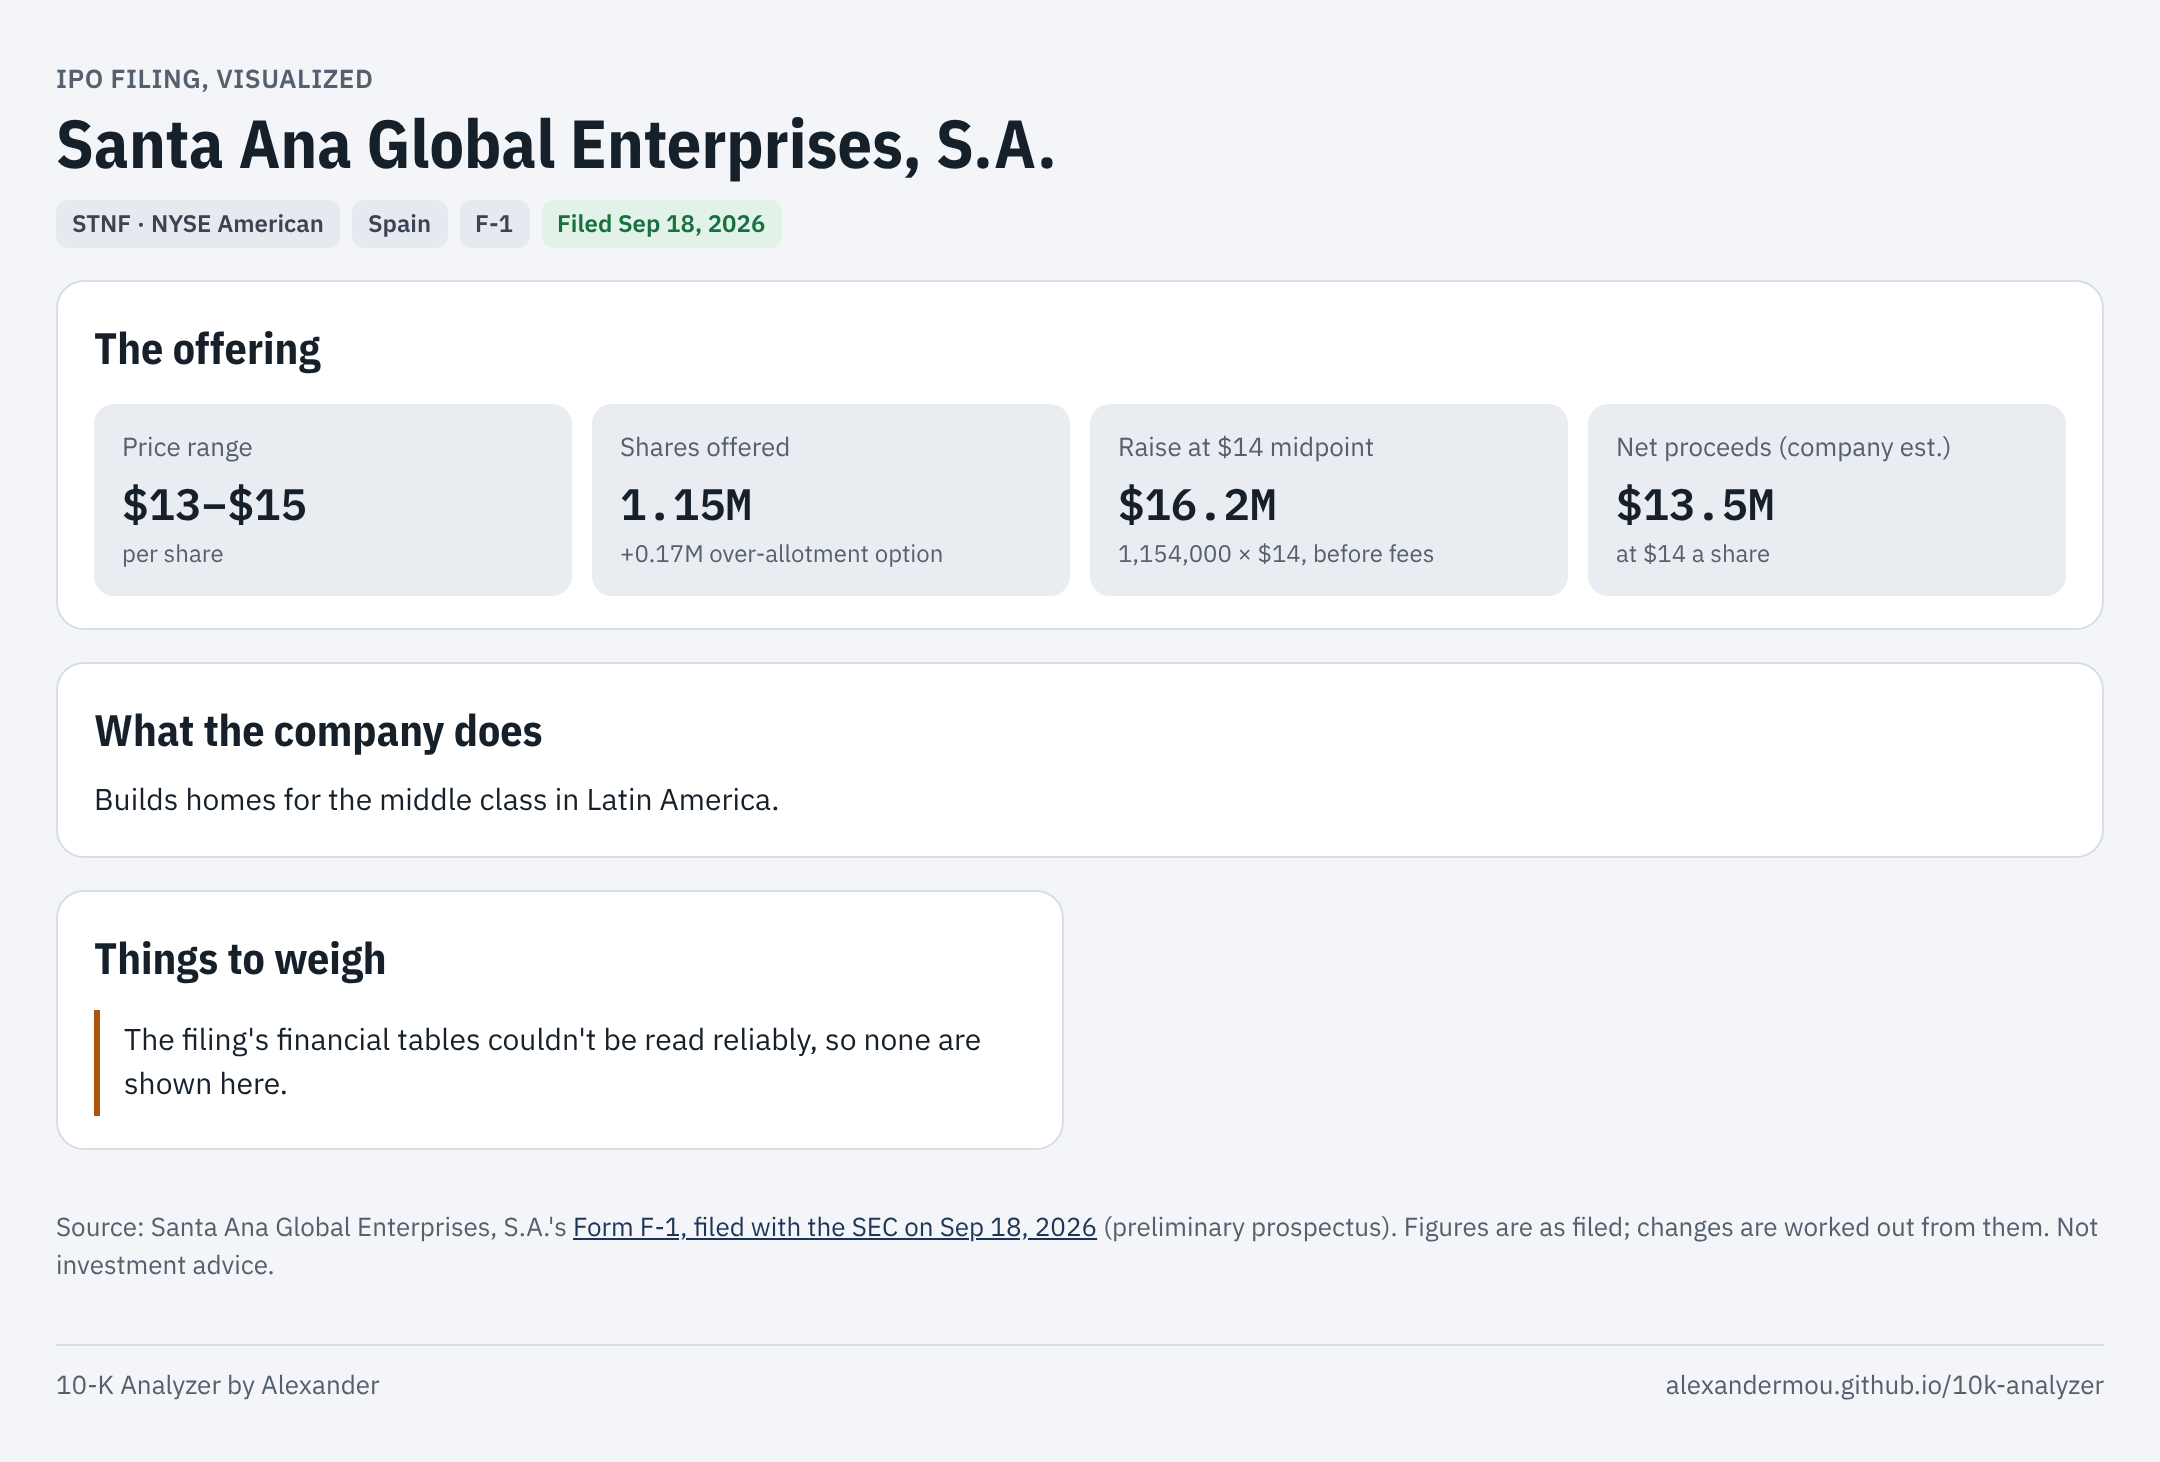 IPO FILING, VISUALIZED
Santa Ana Global Enterprises, S.A.
STNF · NYSE American Spain F-1 Filed Sep 18, 2026
The offering
Price range
$13–$15
per share
Shares offered
1.15M
+0.17M over-allotment option
Raise at $14 midpoint
$16.2M
1,154,000 × $14, before fees
Net proceeds (company est.)
$13.5M
at $14 a share
What the company does
Builds homes for the middle class in Latin America.
Things to weigh
The filing's financial tables couldn't be read reliably, so none are
shown here.
Source: Santa Ana Global Enterprises, S.A.'s Form F-1, filed with the SEC on Sep 18, 2026 (preliminary prospectus). Figures are as filed; changes are worked out from them. Not
investment advice.
10-K Analyzer by Alexander
alexandermou.github.io/10k-analyzer